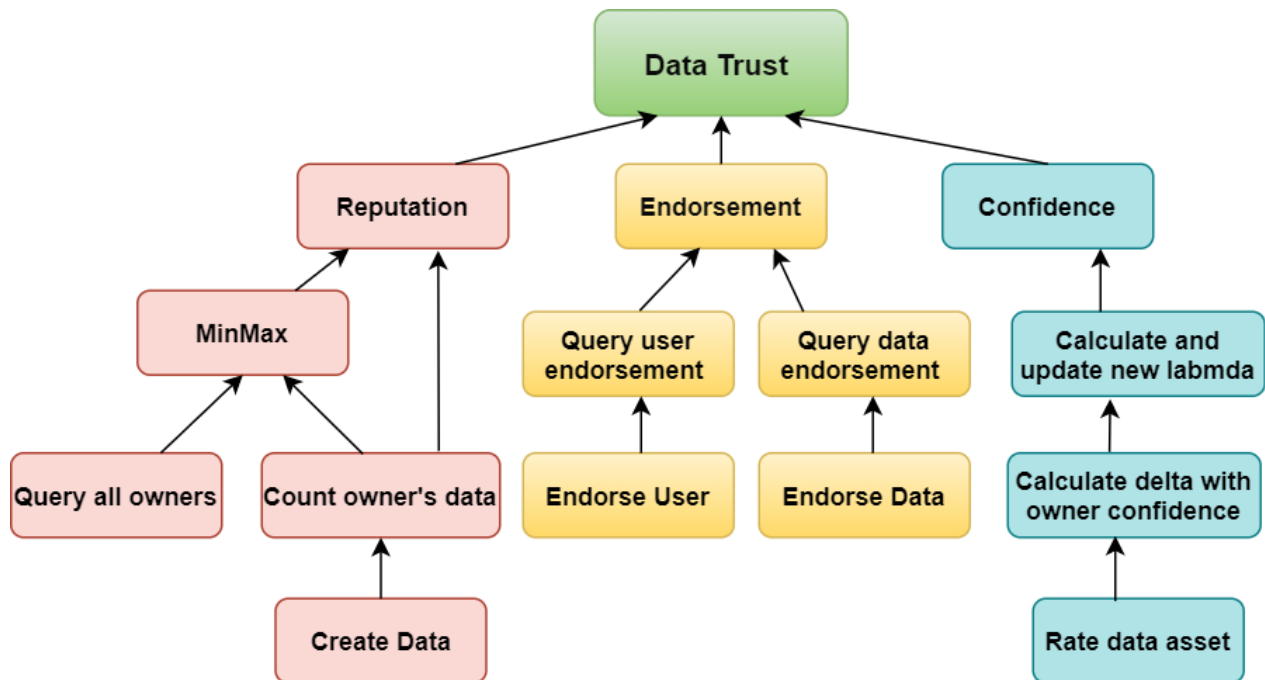 Data Trust
Reputation
Endorsement
Confidence
MinMax
Query user
endorsement
Query data
endorsement
Calculate and
update new labmda
Query all owners
Count owner's data
Endorse User
Endorse Data
Calculate delta with
owner confidence
Create Data
Rate data asset